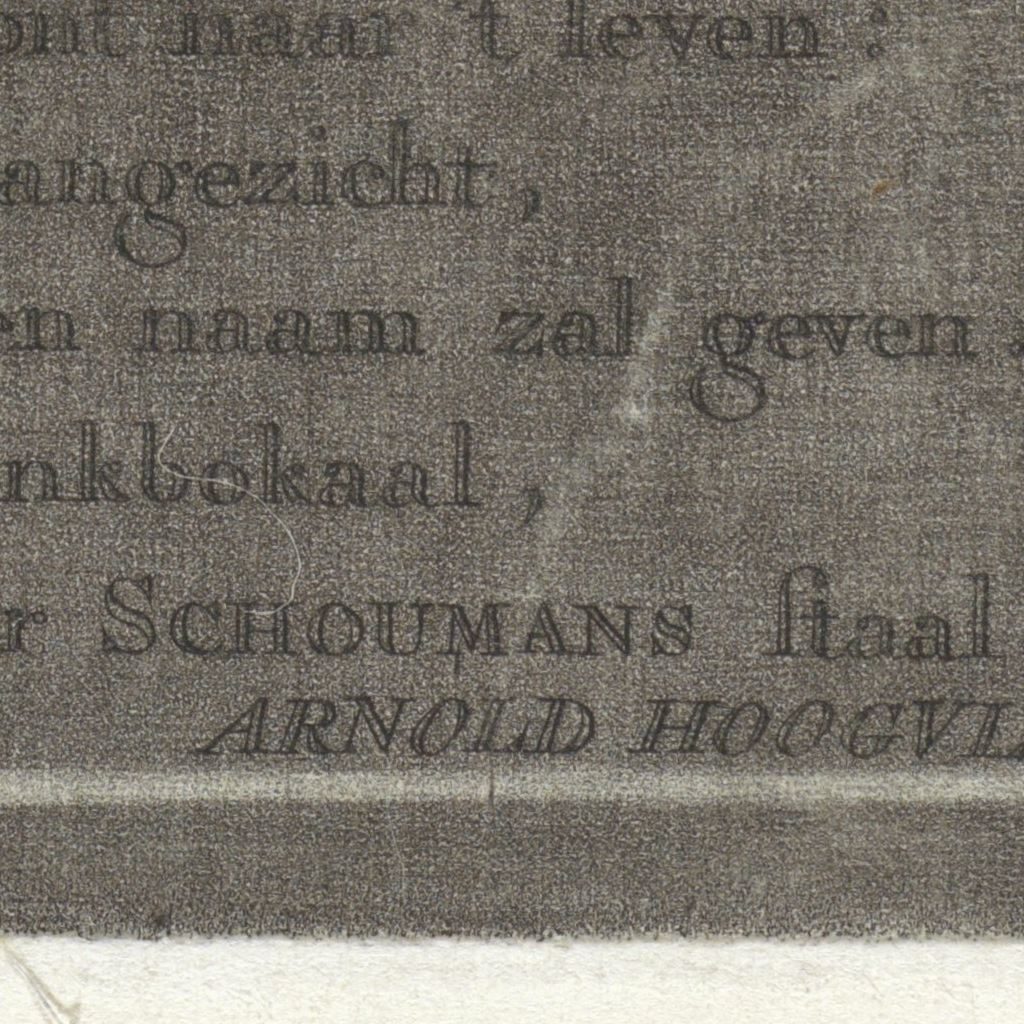 ont naar 't leven:
angezicht,
en naam zal geven.
nkbokaal,
r SCHOUMANS ſtaal
ARNOLD HOOGVL